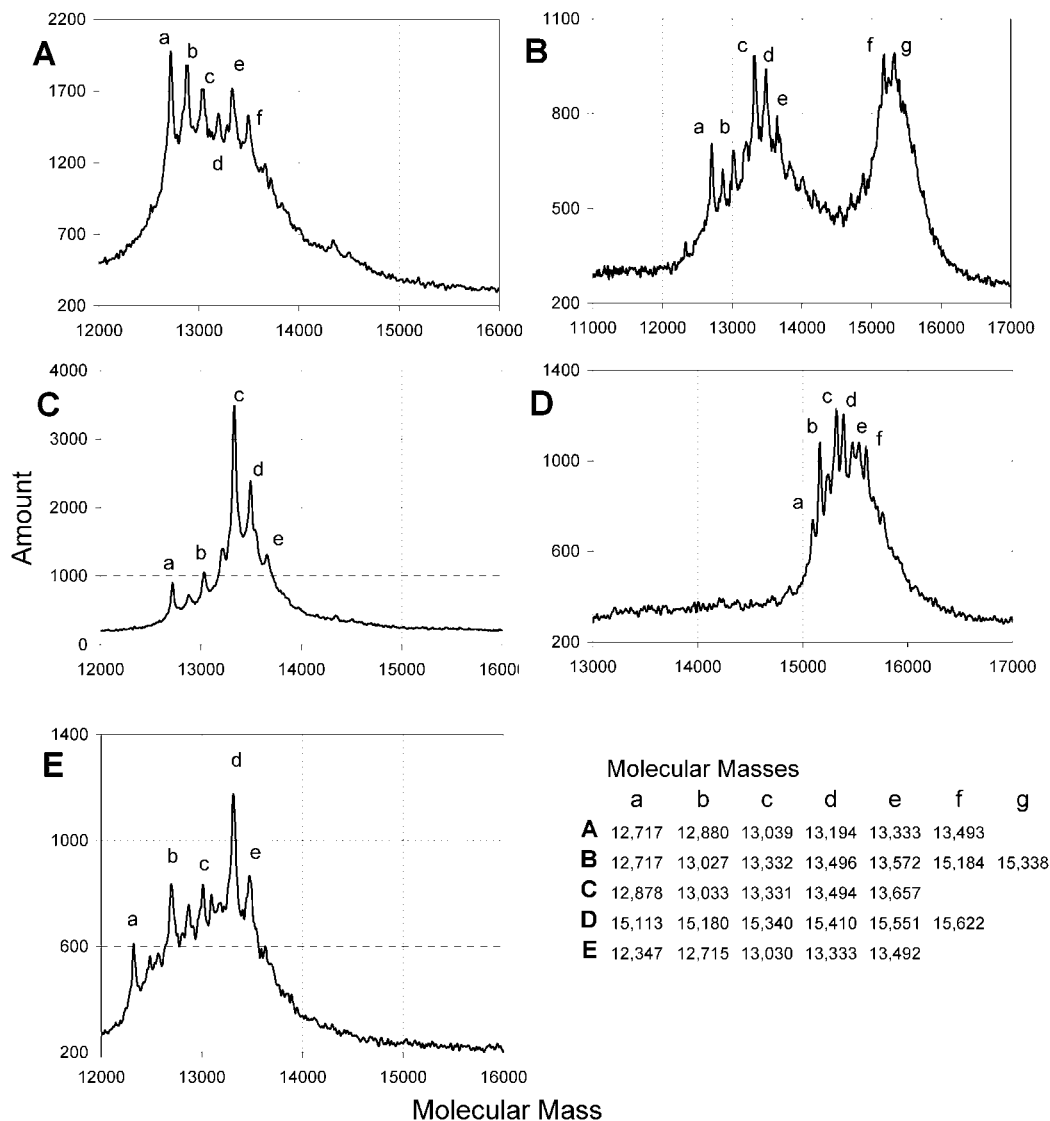 A
2200
1700
1200
700
200
a
b
c
d
e
f
12000 13000 14000 15000 16000
B
1100
800
500
200
a
b
c
d
e
f
g
11000 12000 13000 14000 15000 16000 17000
C
4000
3000
2000
1000
0
a
b
c
d
e
12000 13000 14000 15000 16000
Amount
D
1400
1000
600
200
a
b
c
d
e
f
13000 14000 15000 16000 17000
E
1400
1000
600
200
a
b
c
d
e
12000 13000 14000 15000 16000
Molecular Mass
Molecular Masses
a b c d e f g
A 12,717 12,880 13,039 13,194 13,333 13,493
B 12,717 13,027 13,332 13,496 13,572 15,184 15,338
C 12,878 13,033 13,331 13,494 13,657
D 15,113 15,180 15,340 15,410 15,551 15,622
E 12,347 12,715 13,030 13,333 13,492